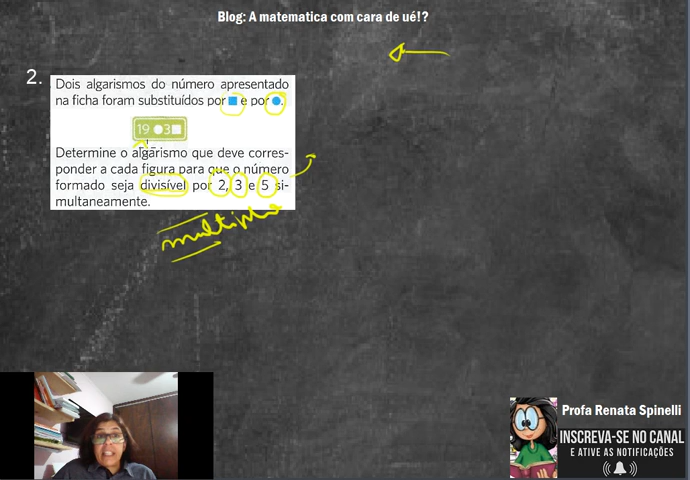 Blog: A matematica com cara de ué!?
2.
Dois algarismos do número apresentado
na ficha foram substituídos por ■ e por ●.
19 ●3■
Determine o algarismo que deve corres-
ponder a cada figura para que o número
formado seja divisível por 2, 3 e 5 si-
multaneamente.
multiplo
Profa Renata Spinelli
INSCREVA-SE NO CANAL
E ATIVE AS NOTIFICAÇÕES